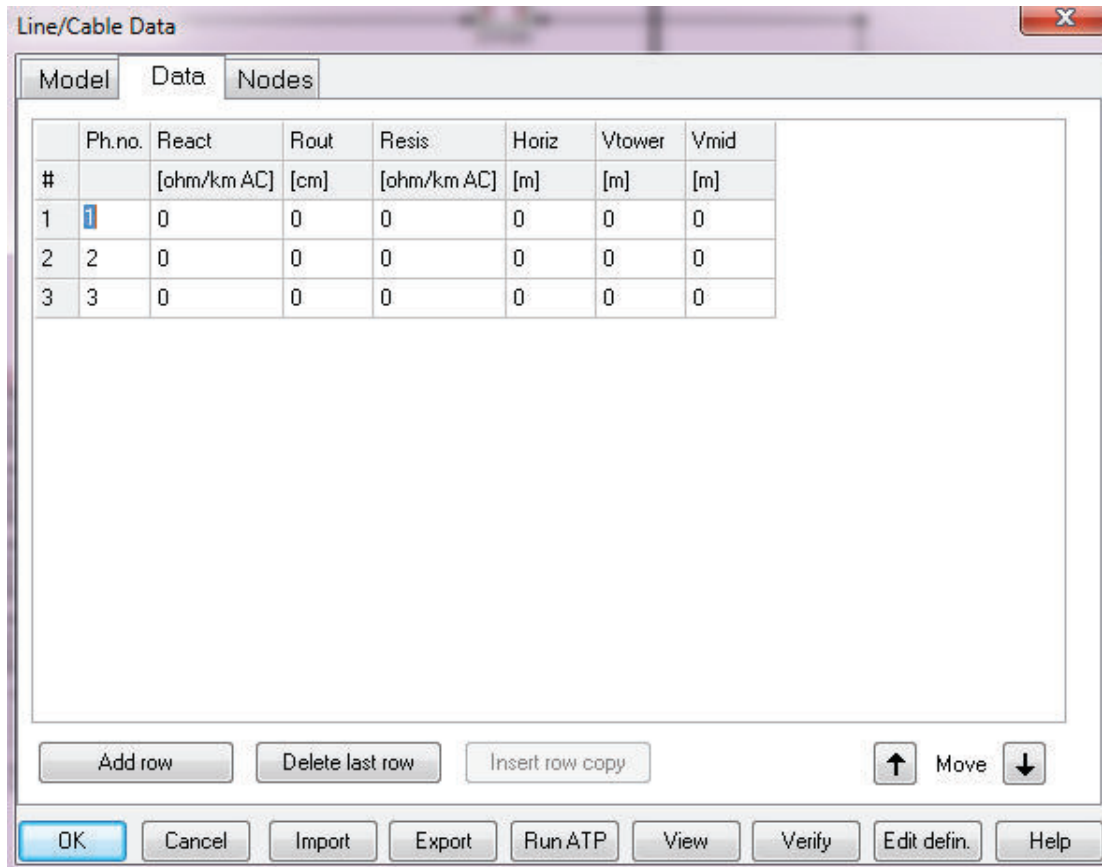 Line/Cable Data
x
Model Data Nodes
Ph.no. React Rout Resis Horiz Vtower Vmid
# [ohm/km AC] [cm] [ohm/km AC] [m] [m] [m]
1 1 0 0 0 0 0 0
2 2 0 0 0 0 0 0
3 3 0 0 0 0 0 0
Add row Delete last row Insert row copy Move
OK Cancel Import Export Run ATP View Verify Edit defin. Help